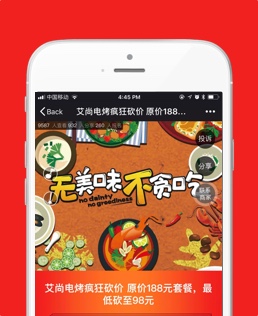 中国移动 4:45 PM
Back 艾尚电烤疯狂砍价 原价188... •••
投诉
分享
联系
商家
无美味不贪吃
no dainty
no greediness
艾尚电烤疯狂砍价 原价188元套餐，最
低砍至98元